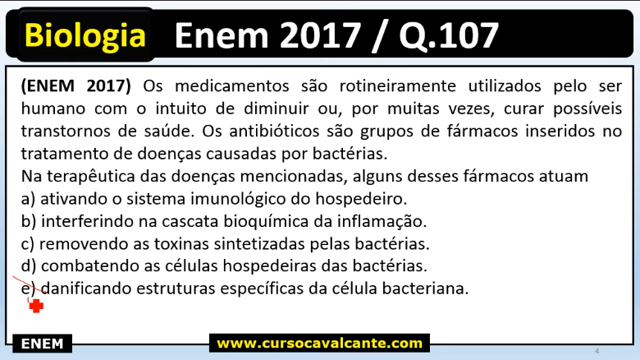 Biologia Enem 2017 / Q.107
(ENEM 2017) Os medicamentos são rotineiramente utilizados pelo ser
humano com o intuito de diminuir ou, por muitas vezes, curar possíveis
transtornos de saúde. Os antibióticos são grupos de fármacos inseridos no
tratamento de doenças causadas por bactérias.
Na terapêutica das doenças mencionadas, alguns desses fármacos atuam
a) ativando o sistema imunológico do hospedeiro.
b) interferindo na cascata bioquímica da inflamação.
c) removendo as toxinas sintetizadas pelas bactérias.
d) combatendo as células hospedeiras das bactérias.
e) danificando estruturas específicas da célula bacteriana.
ENEM www.cursocavalcante.com 4